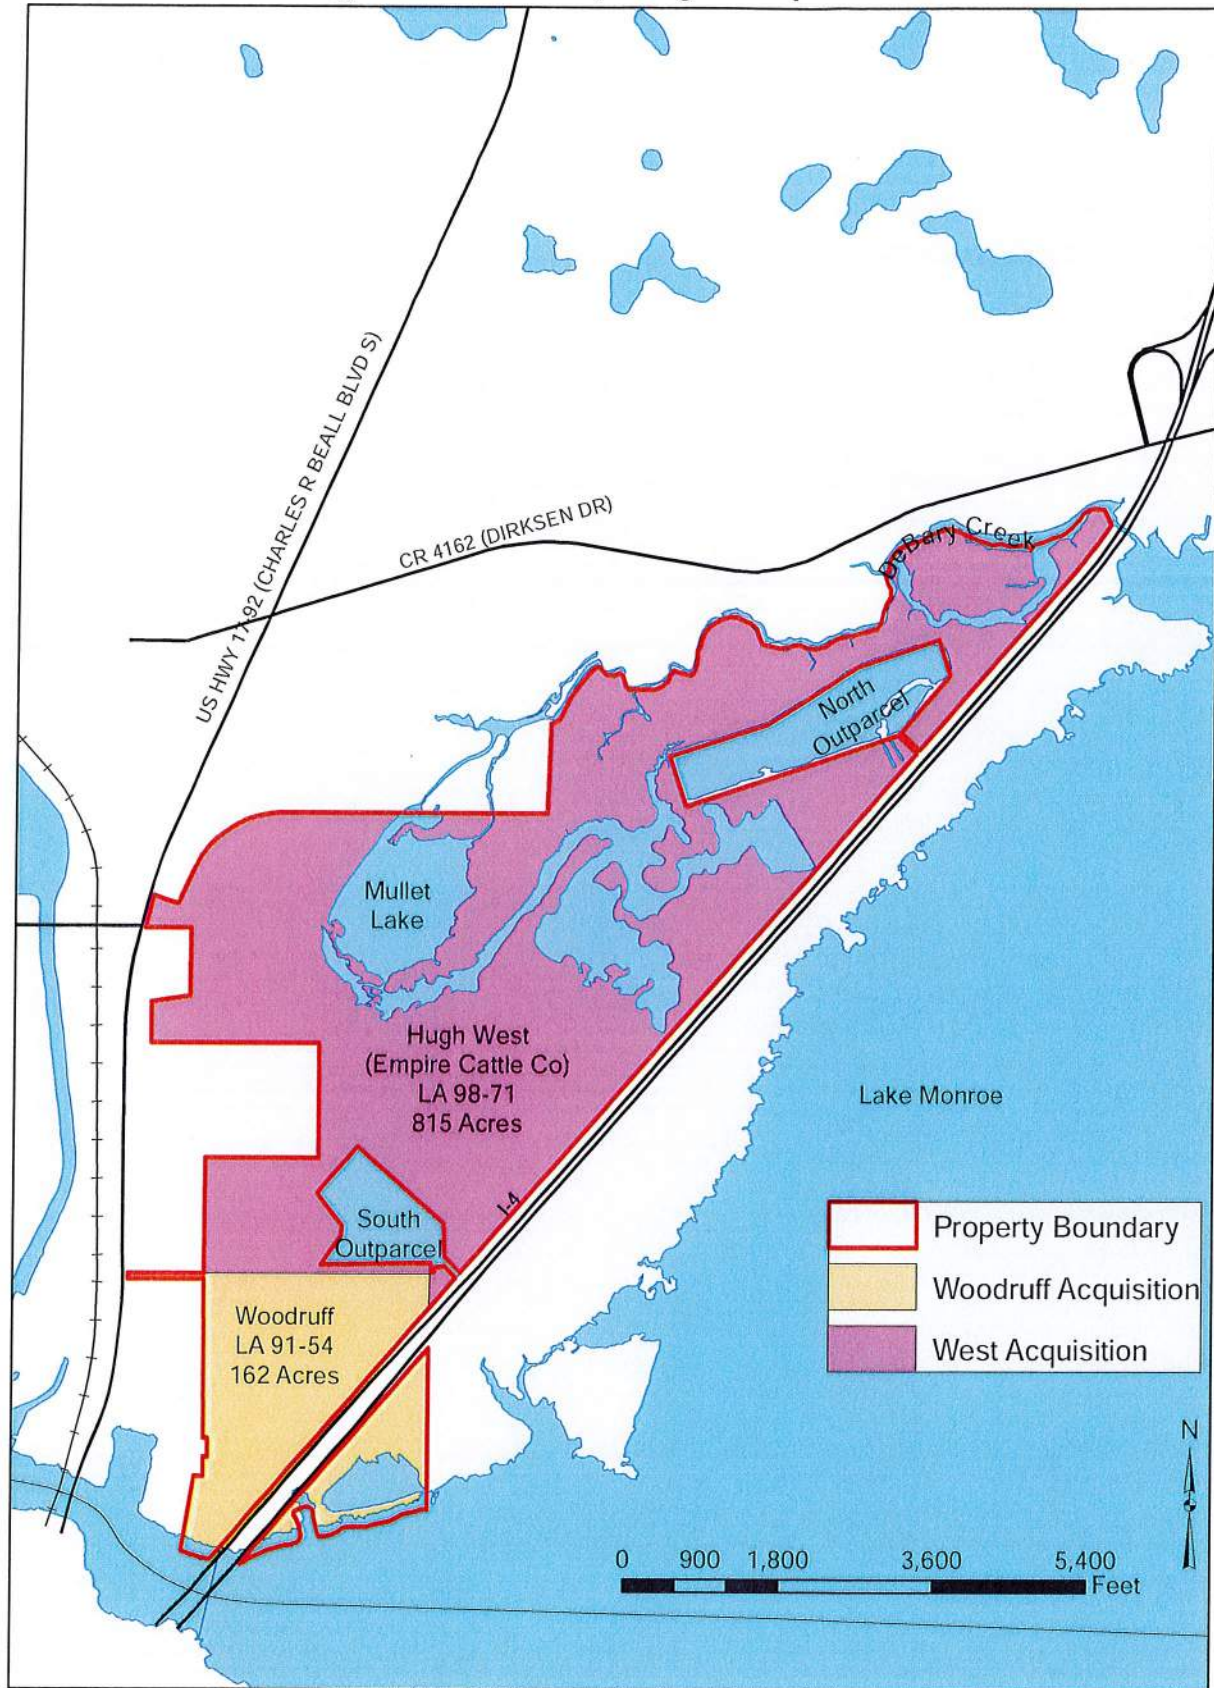 US HWY 17-92 (CHARLES R BEALL BLVD S)
CR 4162 (DIRKSEN DR)
DeBary Creek
North
Outparcel
Mullet
Lake
Hugh West
(Empire Cattle Co)
LA 98-71
815 Acres
Lake Monroe
I-4
South
Outparcel
Property Boundary
Woodruff Acquisition
West Acquisition
Woodruff
LA 91-54
162 Acres
N
0 900 1,800 3,600 5,400
Feet